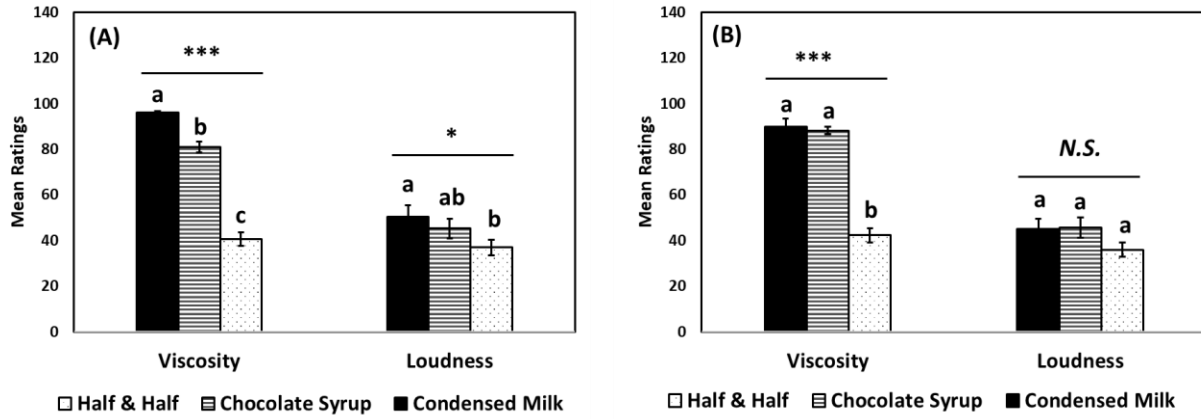 (A)
Mean Ratings
140
120
100
80
60
40
20
0
***
a
b
c
*
a
ab
b
Viscosity
Loudness
Half & Half
Chocolate Syrup
Condensed Milk
(B)
Mean Ratings
140
120
100
80
60
40
20
0
***
a
a
b
N.S.
a
a
a
Viscosity
Loudness
Half & Half
Chocolate Syrup
Condensed Milk